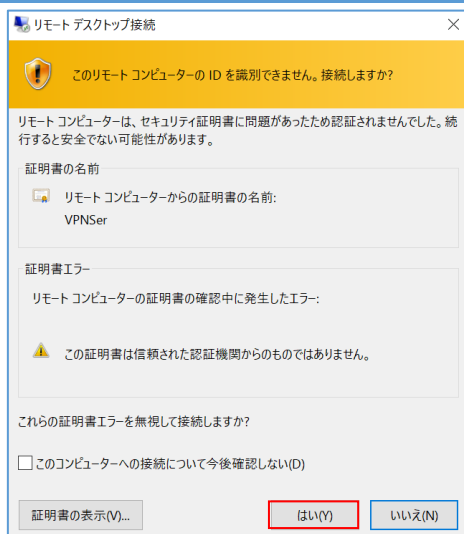 リモート デスクトップ接続
このリモート コンピューターの ID を識別できません。接続しますか?
リモート コンピューターは、セキュリティ証明書に問題があったため認証されませんでした。続
行すると安全でない可能性があります。
証明書の名前
リモート コンピューターからの証明書の名前:
VPNSer
証明書エラー
リモート コンピューターの証明書の確認中に発生したエラー:
この証明書は信頼された認証機関からのものではありません。
これらの証明書エラーを無視して接続しますか?
このコンピューターへの接続について今後確認しない(D)
証明書の表示(V)... はい(Y) いいえ(N)